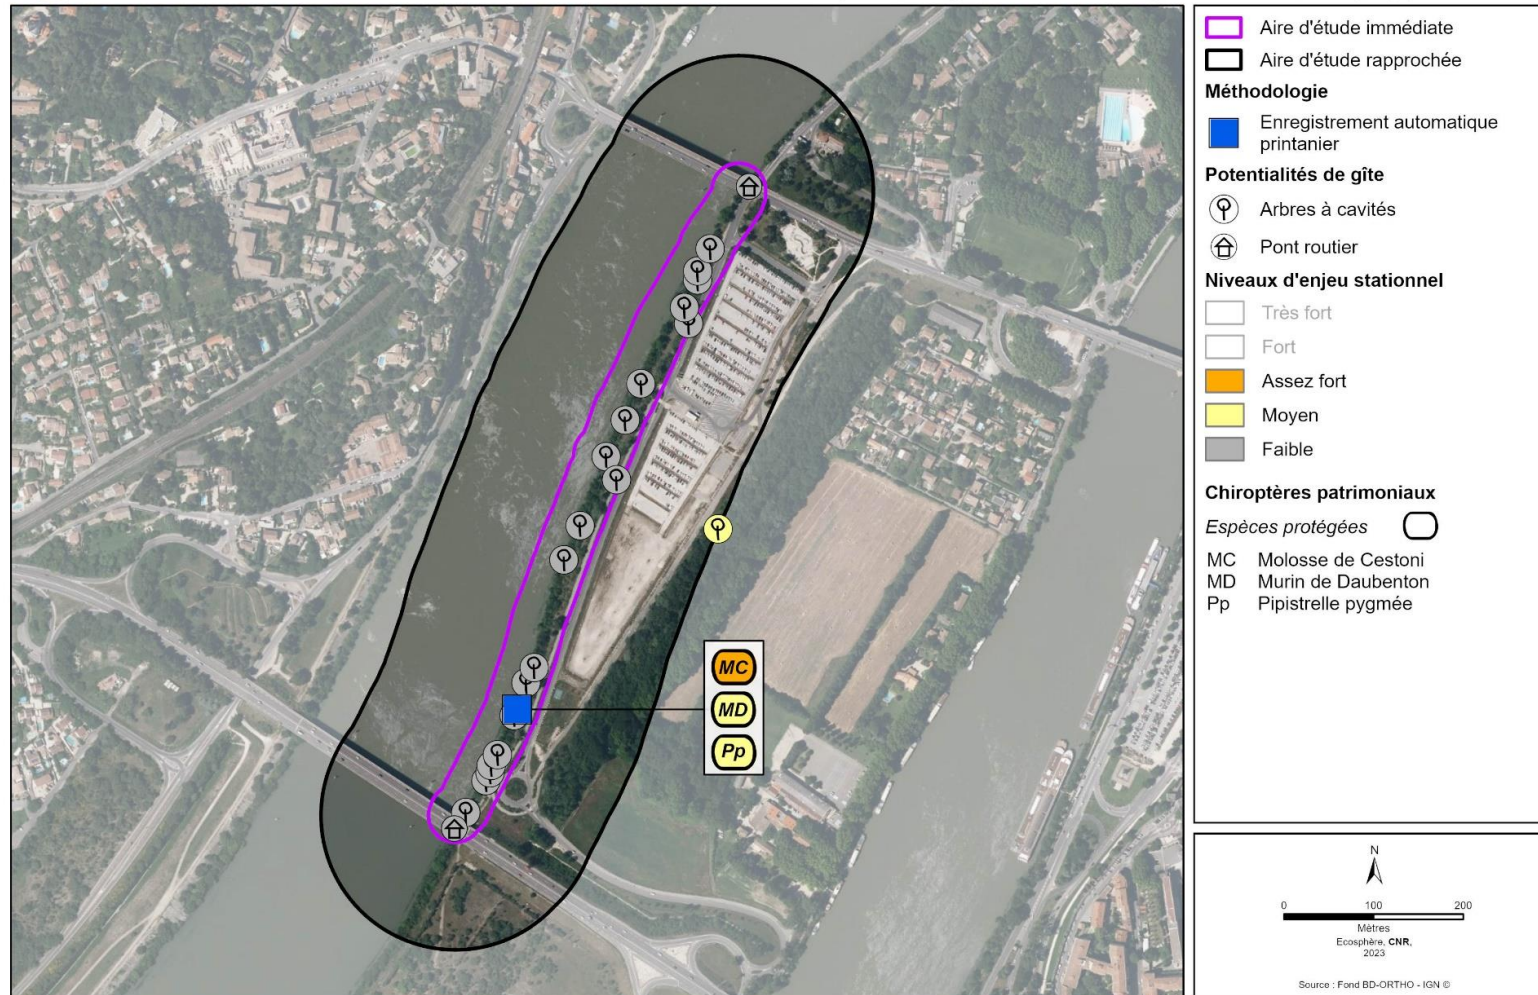 Aire d'étude immédiate
Aire d'étude rapprochée
Méthodologie
Enregistrement automatique
printanier
Potentialités de gîte
Arbres à cavités
Pont routier
Niveaux d'enjeu stationnel
Très fort
Fort
Assez fort
Moyen
Faible
Chiroptères patrimoniaux
Espèces protégées
MC Molosse de Cestoni
MD Murin de Daubenton
Pp Pipistrelle pygmée
MC
MD
Pp
N
0 100 200
Mètres
Ecosphère, CNR,
2023
Source : Fond BD-ORTHO - IGN ©